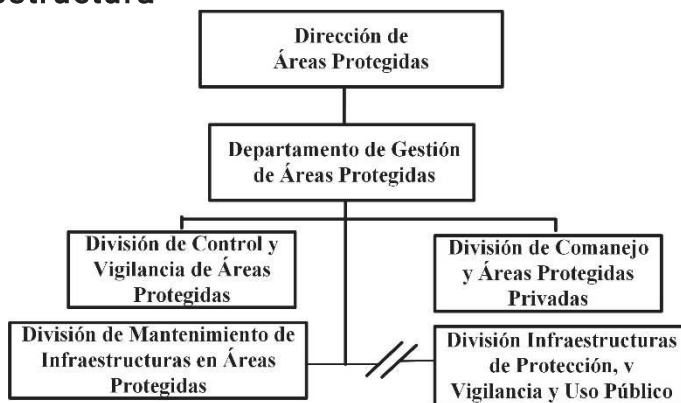 Dirección de
Áreas Protegidas
Departamento de Gestión
de Áreas Protegidas
División de Control y
Vigilancia de Áreas
Protegidas
División de Comanejo
y Áreas Protegidas
Privadas
División de Mantenimiento de
Infraestructuras en Áreas
Protegidas
División Infraestructuras
de Protección, v
Vigilancia y Uso Público